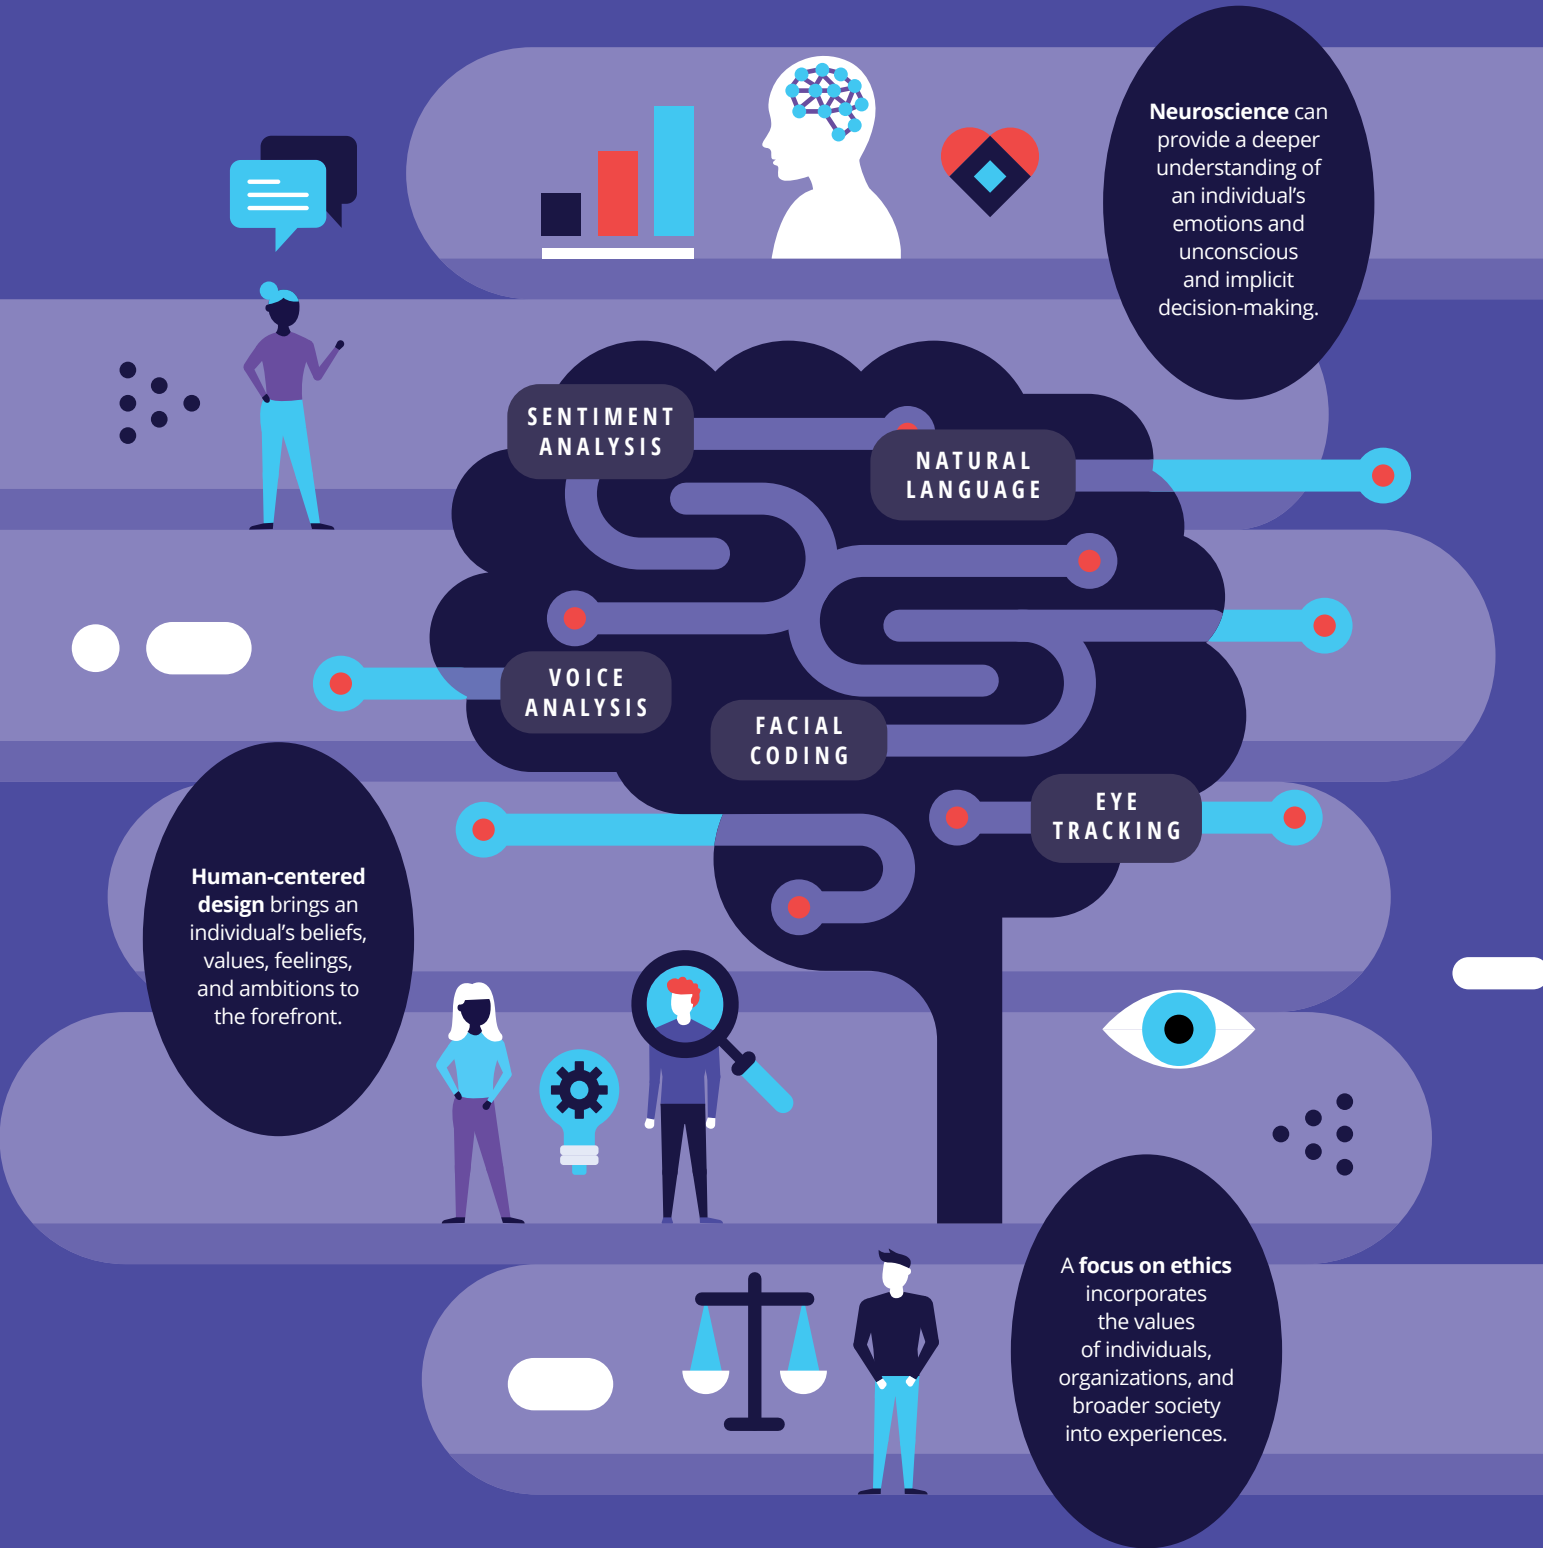 Neuroscience can
provide a deeper
understanding of
an individual’s
emotions and
unconscious
and implicit
decision-making.
SENTIMENT
ANALYSIS
NATURAL
LANGUAGE
VOICE
ANALYSIS
FACIAL
CODING
EYE
TRACKING
Human-centered
design brings an
individual’s beliefs,
values, feelings,
and ambitions to
the forefront.
A focus on ethics
incorporates
the values
of individuals,
organizations, and
broader society
into experiences.